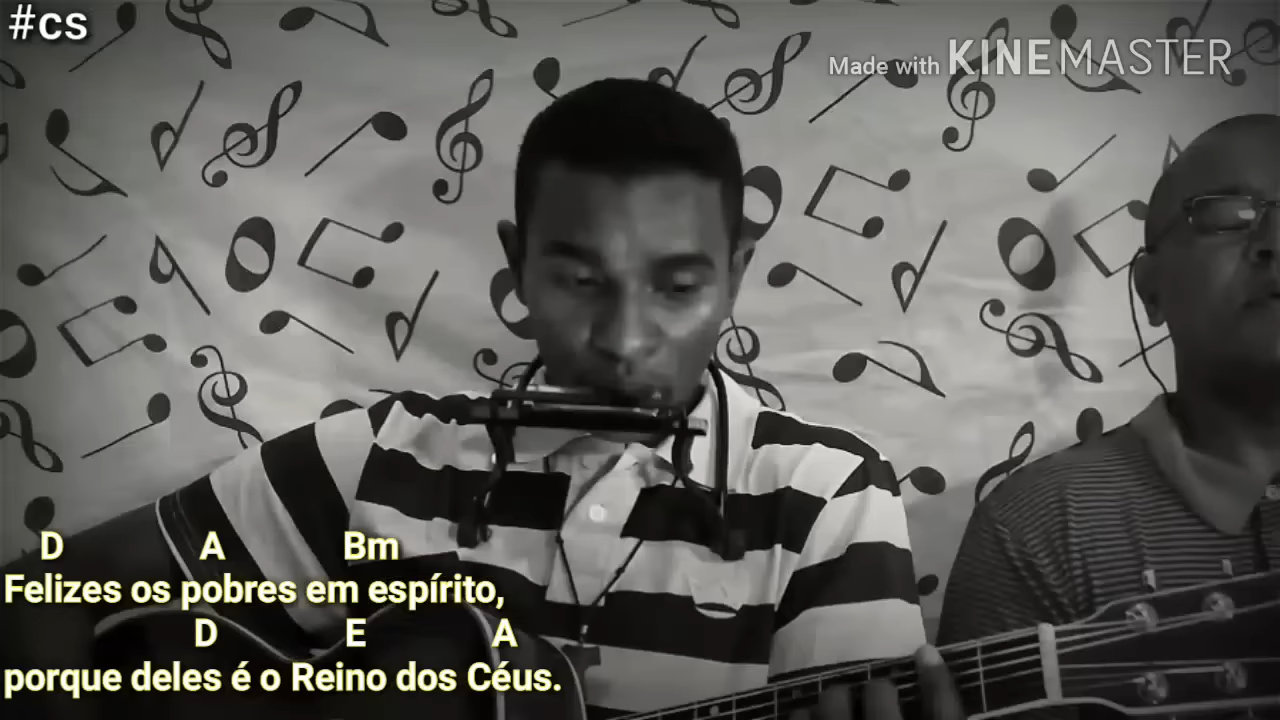 #cs
Made with KINEMASTER
D A Bm
Felizes os pobres em espírito,
D E A
porque deles é o Reino dos Céus.